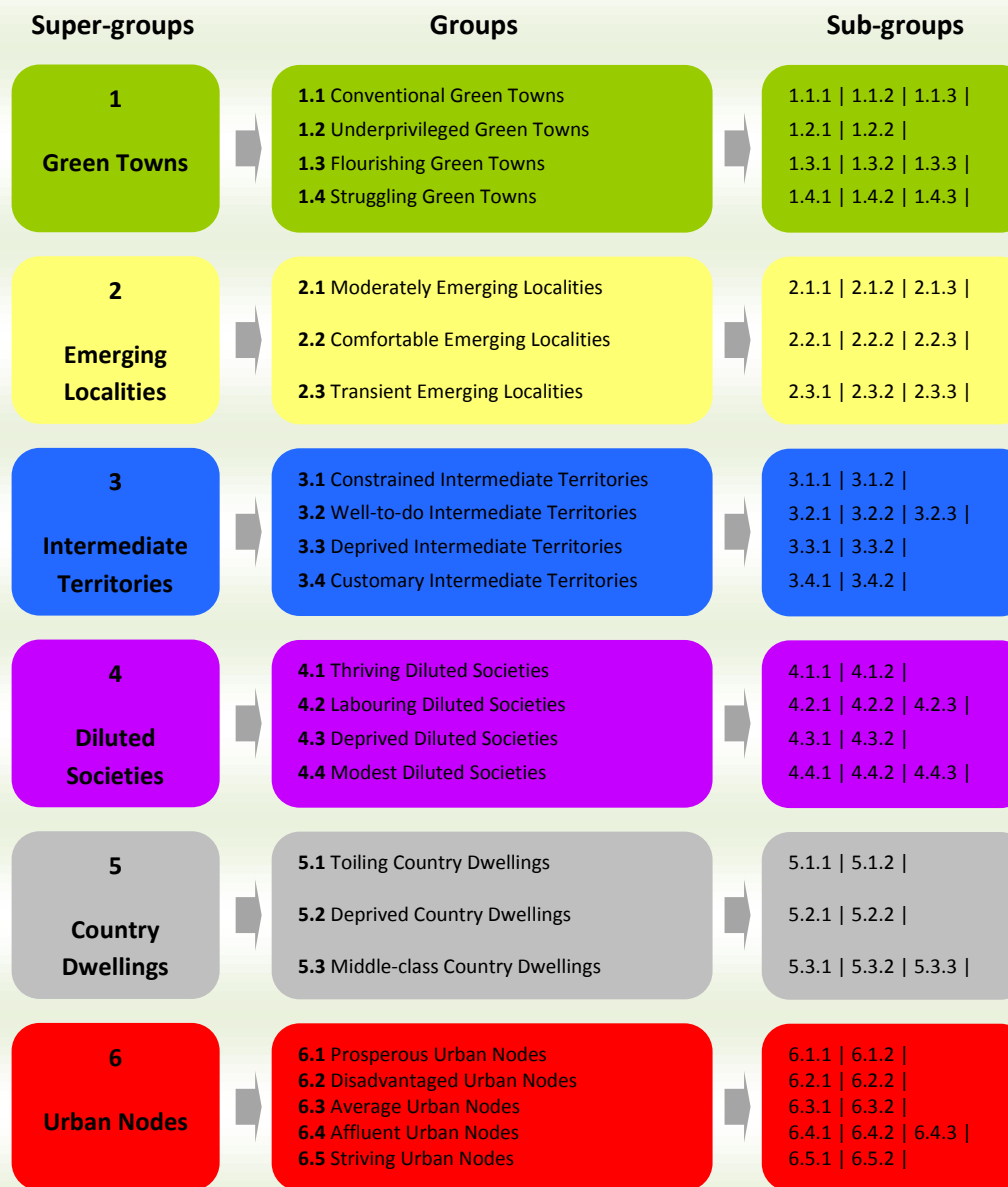 Super-groups Groups Sub-groups
1
Green Towns
1.1 Conventional Green Towns
1.2 Underprivileged Green Towns
1.3 Flourishing Green Towns
1.4 Struggling Green Towns
1.1.1 | 1.1.2 | 1.1.3 |
1.2.1 | 1.2.2 |
1.3.1 | 1.3.2 | 1.3.3 |
1.4.1 | 1.4.2 | 1.4.3 |
2
Emerging
Localities
2.1 Moderately Emerging Localities
2.2 Comfortable Emerging Localities
2.3 Transient Emerging Localities
2.1.1 | 2.1.2 | 2.1.3 |
2.2.1 | 2.2.2 | 2.2.3 |
2.3.1 | 2.3.2 | 2.3.3 |
3
Intermediate
Territories
3.1 Constrained Intermediate Territories
3.2 Well-to-do Intermediate Territories
3.3 Deprived Intermediate Territories
3.4 Customary Intermediate Territories
3.1.1 | 3.1.2 |
3.2.1 | 3.2.2 | 3.2.3 |
3.3.1 | 3.3.2 |
3.4.1 | 3.4.2 |
4
Diluted
Societies
4.1 Thriving Diluted Societies
4.2 Labouring Diluted Societies
4.3 Deprived Diluted Societies
4.4 Modest Diluted Societies
4.1.1 | 4.1.2 |
4.2.1 | 4.2.2 | 4.2.3 |
4.3.1 | 4.3.2 |
4.4.1 | 4.4.2 | 4.4.3 |
5
Country
Dwellings
5.1 Toiling Country Dwellings
5.2 Deprived Country Dwellings
5.3 Middle-class Country Dwellings
5.1.1 | 5.1.2 |
5.2.1 | 5.2.2 |
5.3.1 | 5.3.2 | 5.3.3 |
6
Urban Nodes
6.1 Prosperous Urban Nodes
6.2 Disadvantaged Urban Nodes
6.3 Average Urban Nodes
6.4 Affluent Urban Nodes
6.5 Striving Urban Nodes
6.1.1 | 6.1.2 |
6.2.1 | 6.2.2 |
6.3.1 | 6.3.2 |
6.4.1 | 6.4.2 | 6.4.3 |
6.5.1 | 6.5.2 |